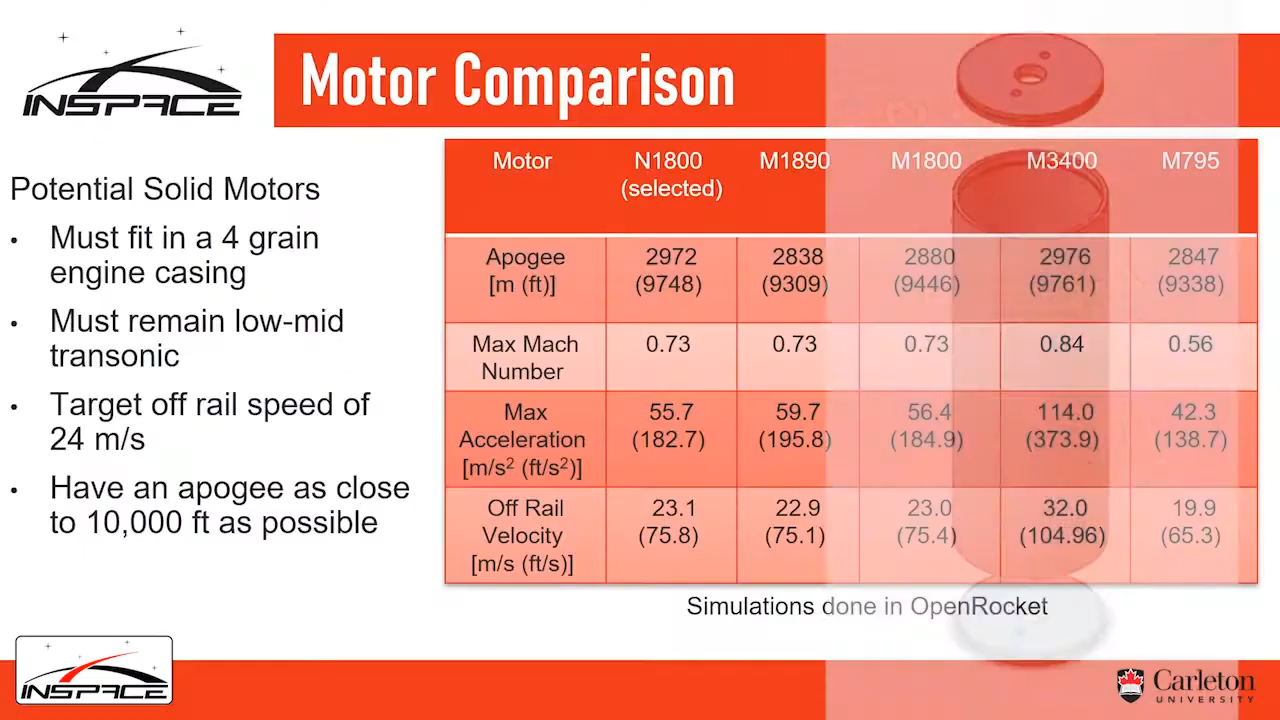 INSPACE
Motor Comparison
Potential Solid Motors
• Must fit in a 4 grain
engine casing
• Must remain low-mid
transonic
• Target off rail speed of
24 m/s
• Have an apogee as close
to 10,000 ft as possible
Motor N1800 M1890 M1800 M3400 M795
(selected)
Apogee 2972 2838 2880 2976 2847
[m (ft)] (9748) (9309) (9446) (9761) (9338)
Max Mach 0.73 0.73 0.73 0.84 0.56
Number
Max 55.7 59.7 56.4 114.0 42.3
Acceleration (182.7) (195.8) (184.9) (373.9) (138.7)
[m/s² (ft/s²)]
Off Rail 23.1 22.9 23.0 32.0 19.9
Velocity (75.8) (75.1) (75.4) (104.96) (65.3)
[m/s (ft/s)]
Simulations done in OpenRocket
INSPACE
Carleton
UNIVERSITY